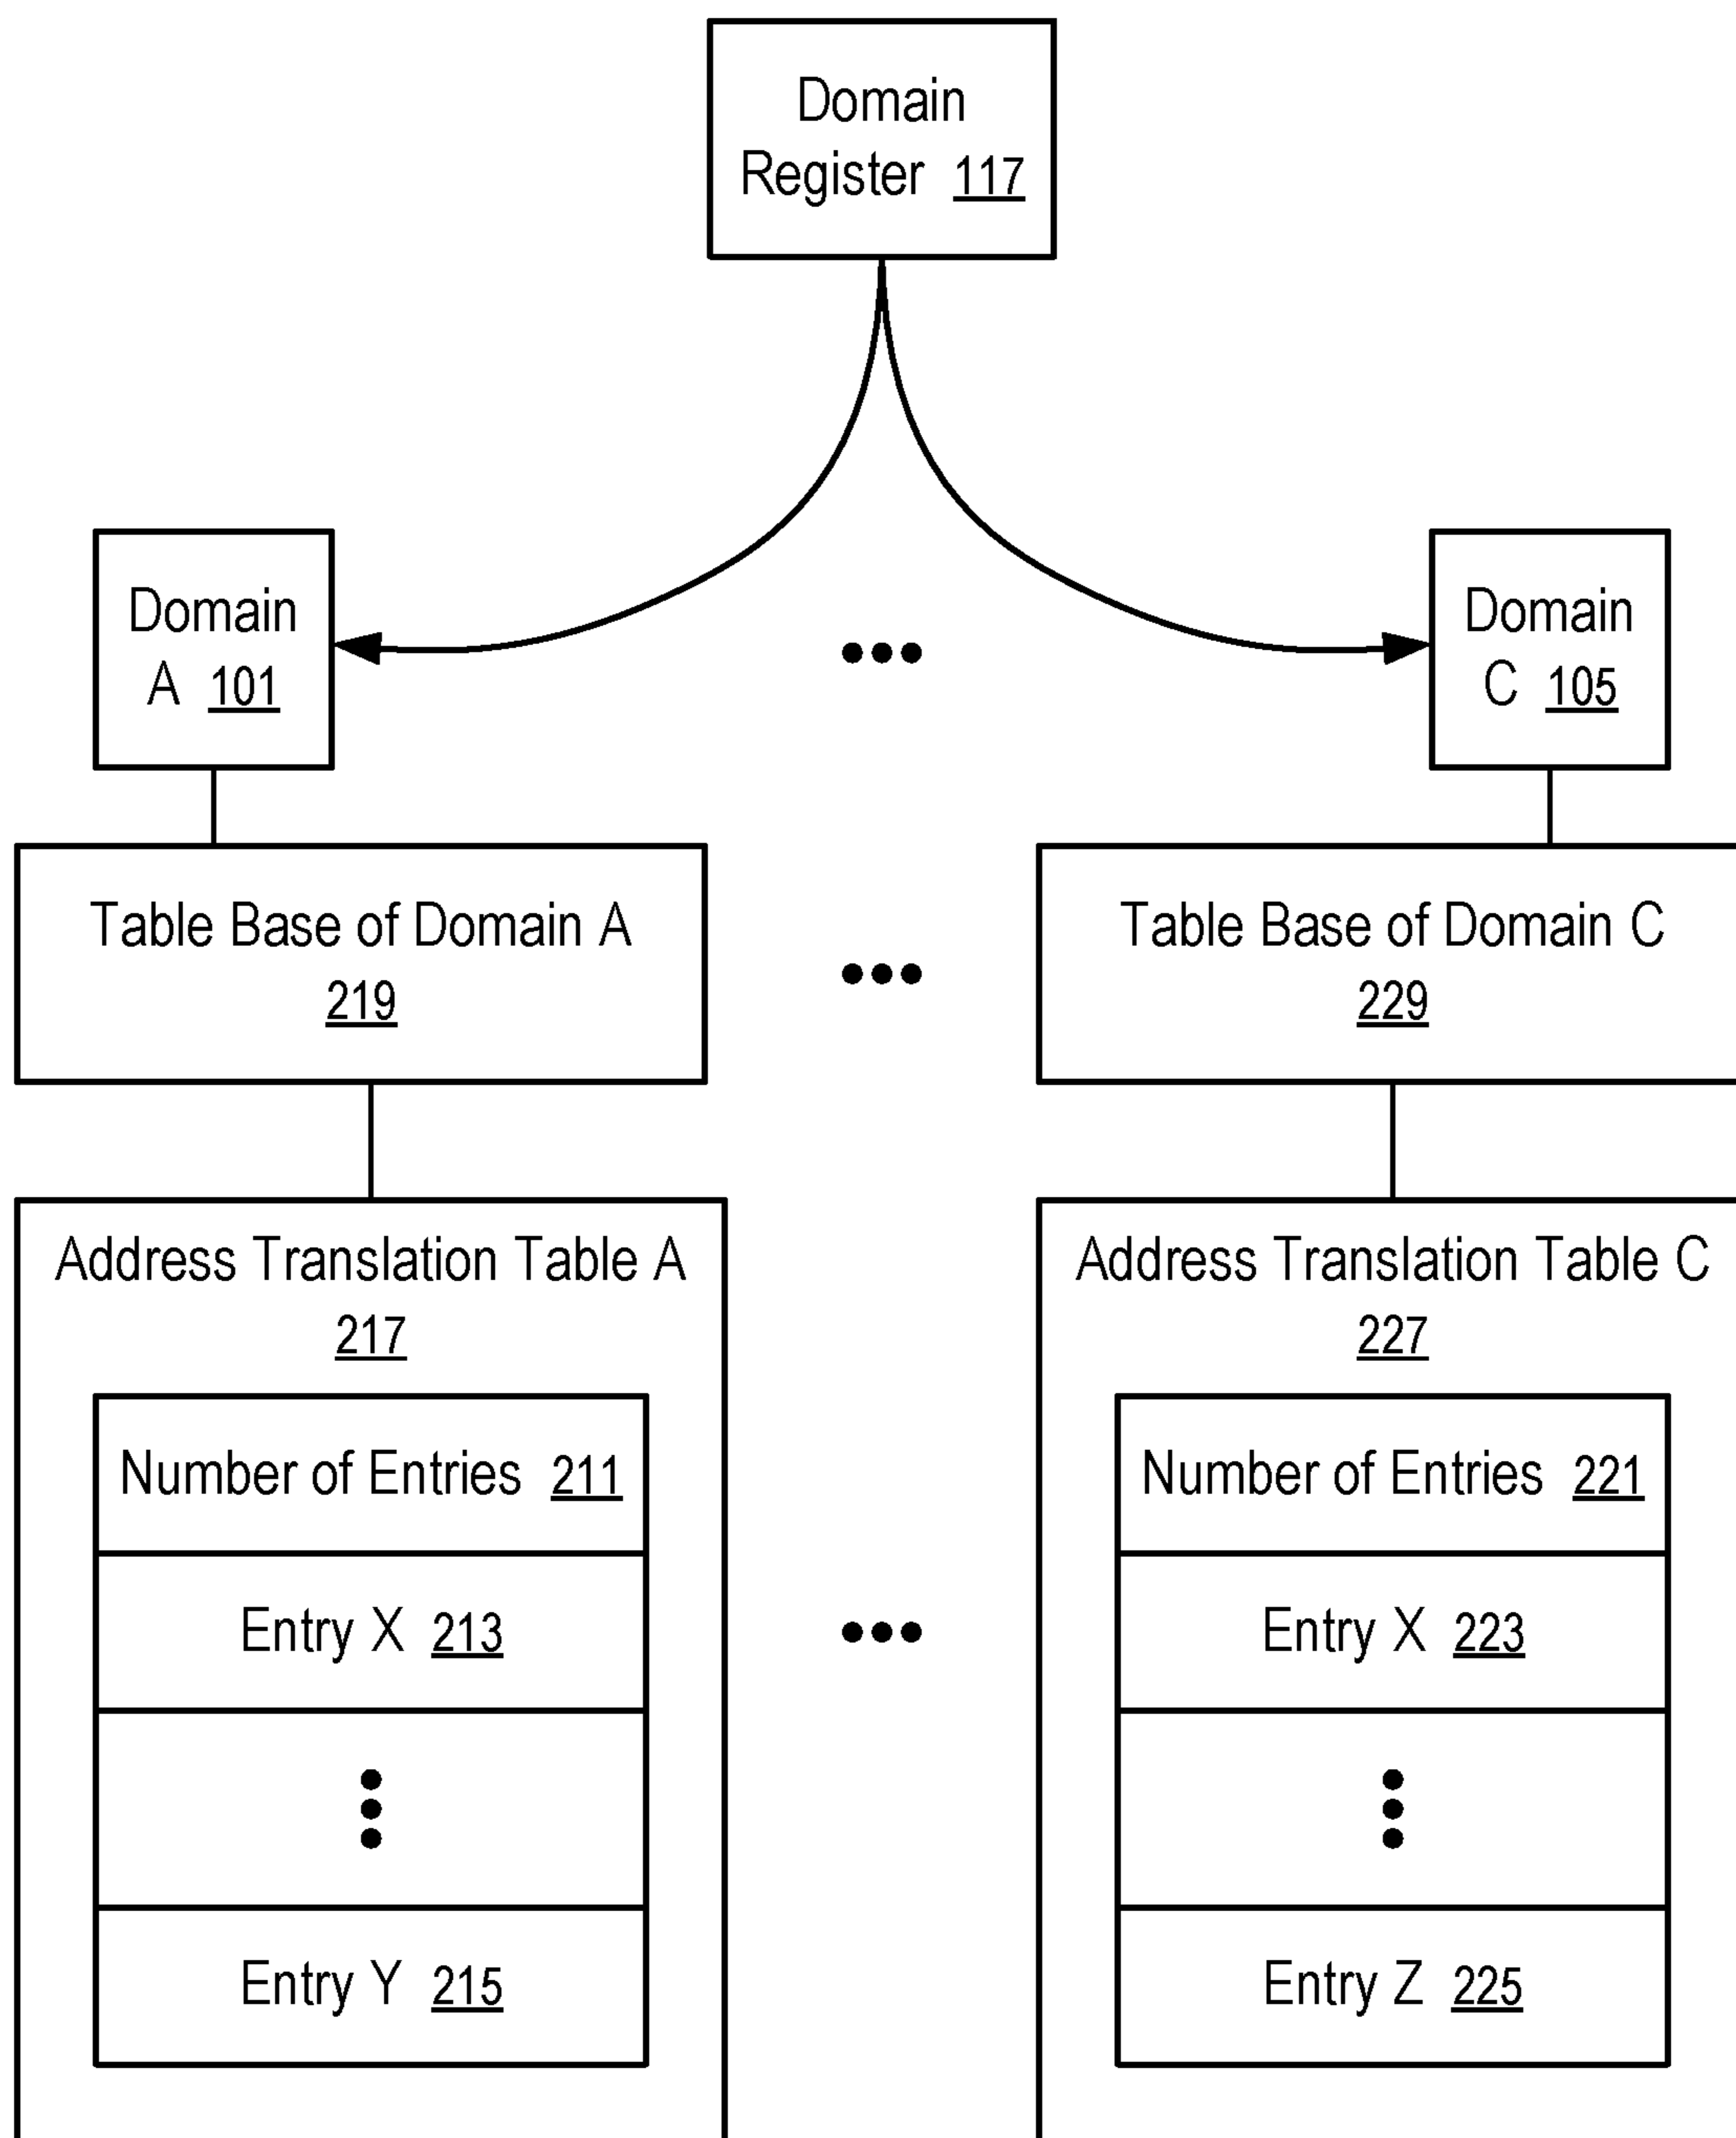 Domain
Register 117
Domain
A 101
Domain
C 105
Table Base of Domain A
219
Table Base of Domain C
229
Address Translation Table A
217
Number of Entries 211
Entry X 213
Entry Y 215
Address Translation Table C
227
Number of Entries 221
Entry X 223
Entry Z 225